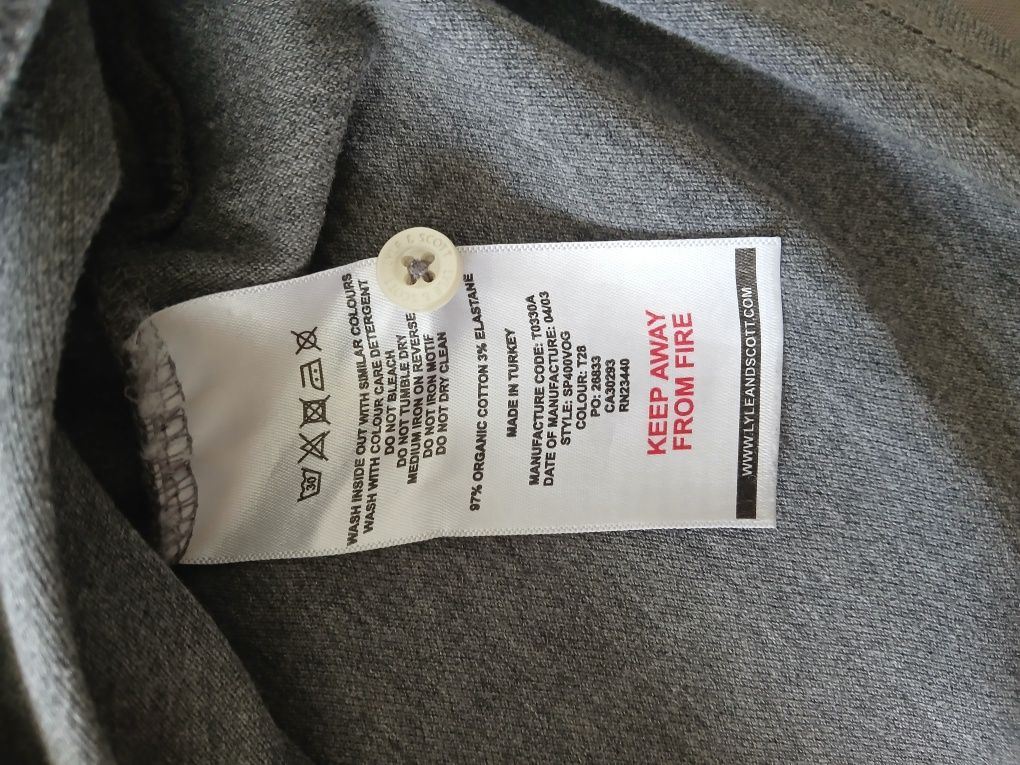 30
WASH INSIDE OUT WITH SIMILAR COLOURS
WASH WITH COLOUR CARE DETERGENT
DO NOT BLEACH
DO NOT TUMBLE DRY
MEDIUM IRON ON REVERSE
DO NOT IRON MOTIF
DO NOT DRY CLEAN
97% ORGANIC COTTON 3% ELASTANE
MADE IN TURKEY
MANUFACTURE CODE: T0330A
DATE OF MANUFACTURE: 04/03
STYLE: SP400VOG
COLOUR: T28
PO: 26833
CA30293
RN23440
KEEP AWAY
FROM FIRE
WWW.LYLEANDSCOTT.COM
SCOTT